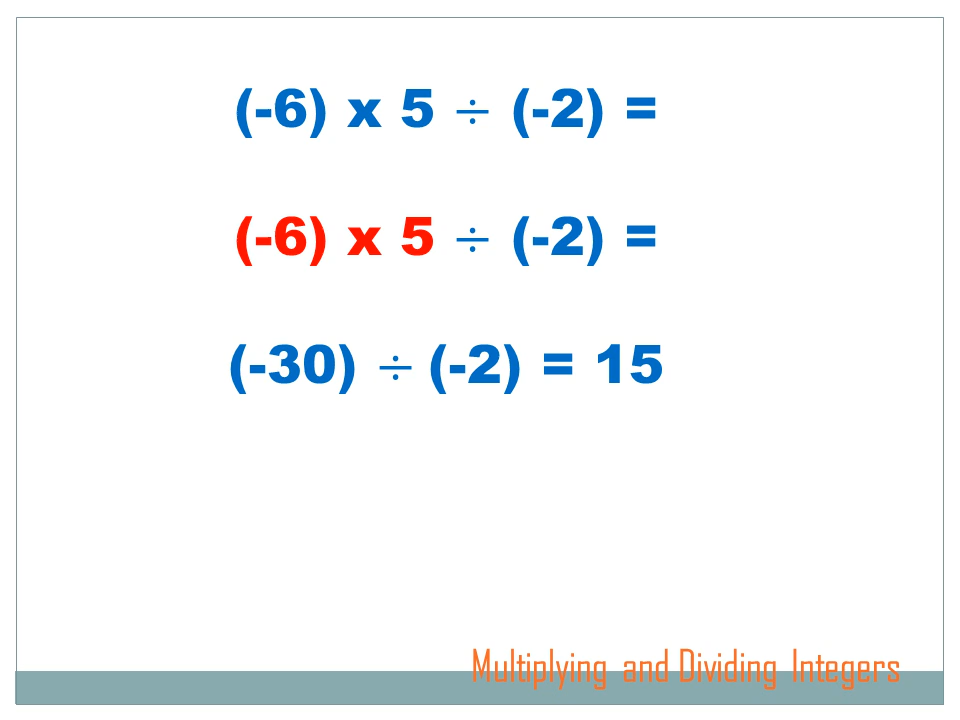 (-6) x 5 ÷ (-2) =
(-6) x 5 ÷ (-2) =
(-30) ÷ (-2) = 15
Multiplying and Dividing Integers